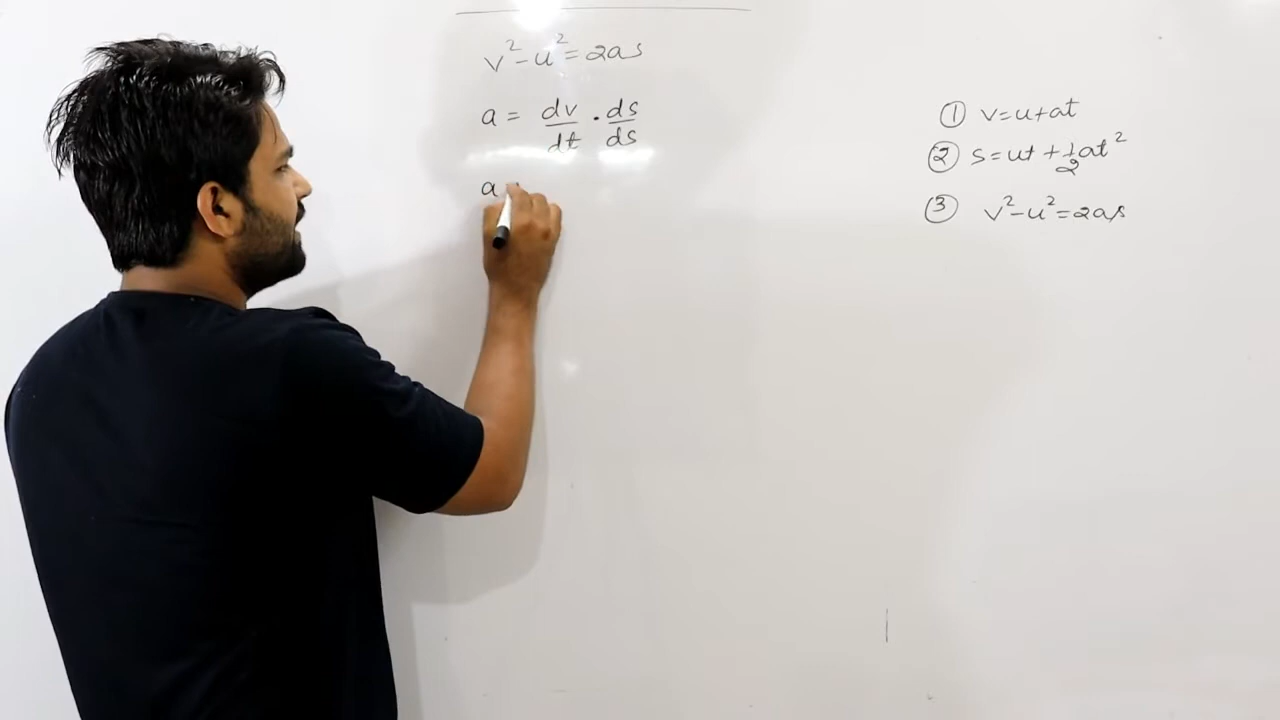 v²-u²=2as
a = dv/dt . ds/ds
a
① v=u+at
② s=ut+½at²
③ v²-u²=2as